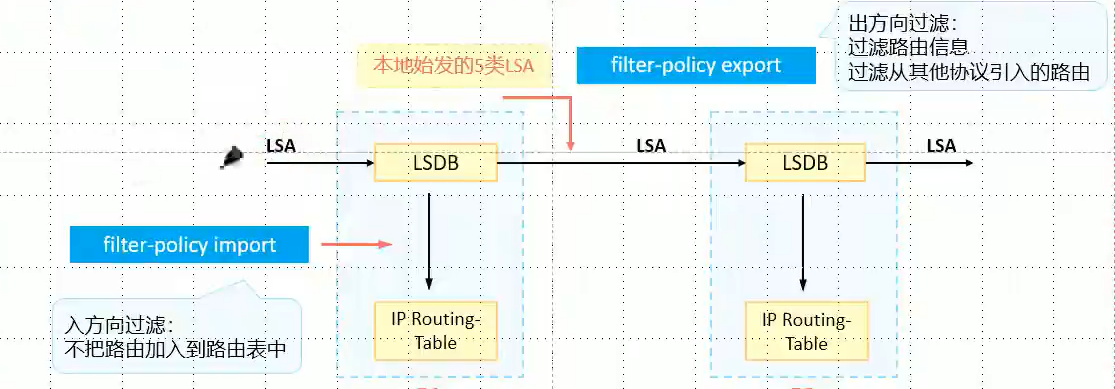 出方向过滤：
过滤路由信息
过滤从其他协议引入的路由
本地始发的5类LSA
filter-policy export
LSA
LSDB
LSA
LSDB
LSA
filter-policy import
入方向过滤：
不把路由加入到路由表中
IP Routing-
Table
IP Routing-
Table